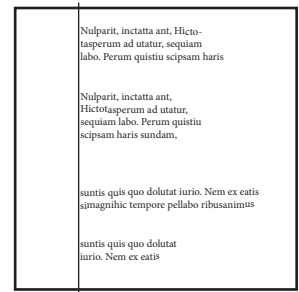 Nulparit, inctatta ant, Hicto-
tasperum ad utatur, sequiam
labo. Perum quistiu scipsam haris
Nulparit, inctatta ant,
Hictotasperum ad utatur,
sequiam labo. Perum quistiu
scipsam haris sundam,
suntis quis quo dolutat iurio. Nem ex eatis
simagnihic tempore pellabo ribusanimus
suntis quis quo dolutat
iurio. Nem ex eatis